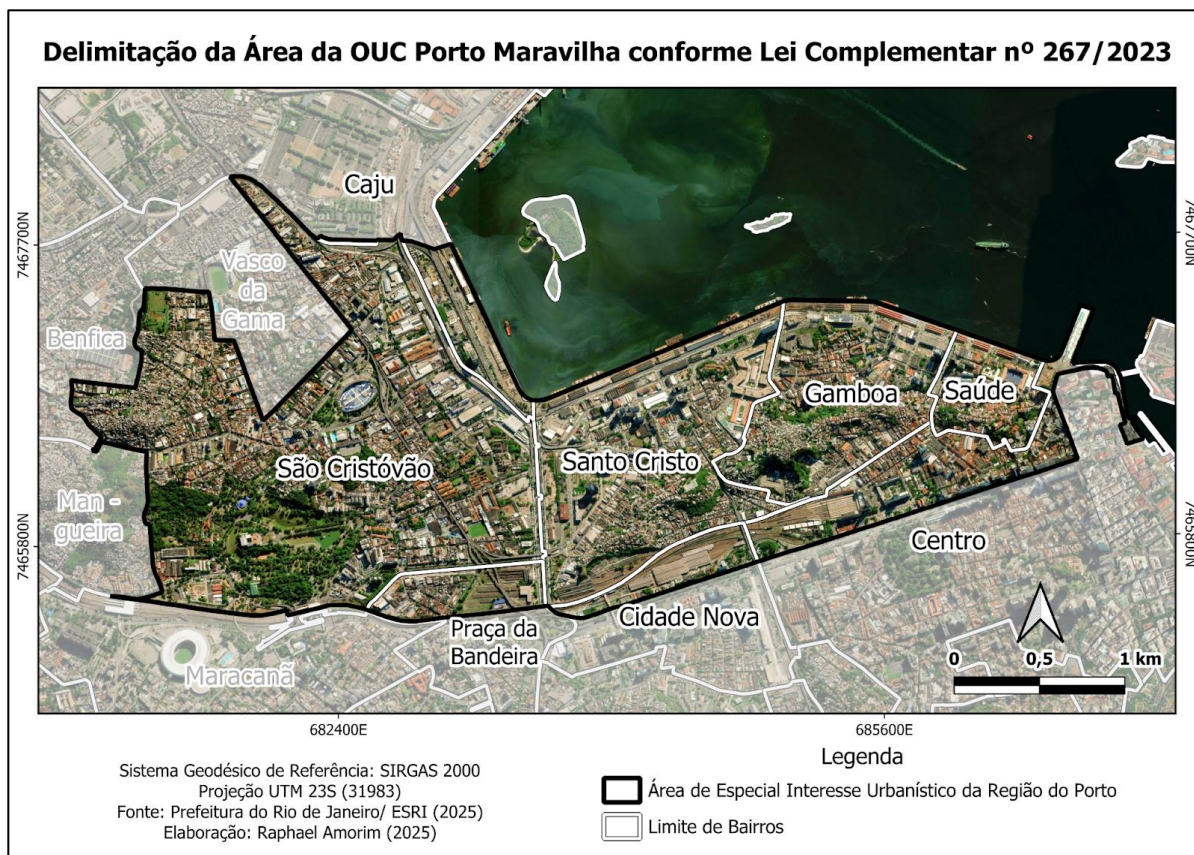 Delimitação da Área da OUC Porto Maravilha conforme Lei Complementar nº 267/2023
Caju
7467700N
7467700N
Vasco
da
Gama
Benfica
Gamboa
Saúde
São Cristóvão
Santo Cristo
Man -
gueira
7465800N
7465800N
Centro
Cidade Nova
Praça da
Bandeira
Maracanã
0
0,5
1 km
682400E
685600E
Legenda
Sistema Geodésico de Referência: SIRGAS 2000
Projeção UTM 23S (31983)
Fonte: Prefeitura do Rio de Janeiro/ ESRI (2025)
Elaboração: Raphael Amorim (2025)
Área de Especial Interesse Urbanístico da Região do Porto
Limite de Bairros